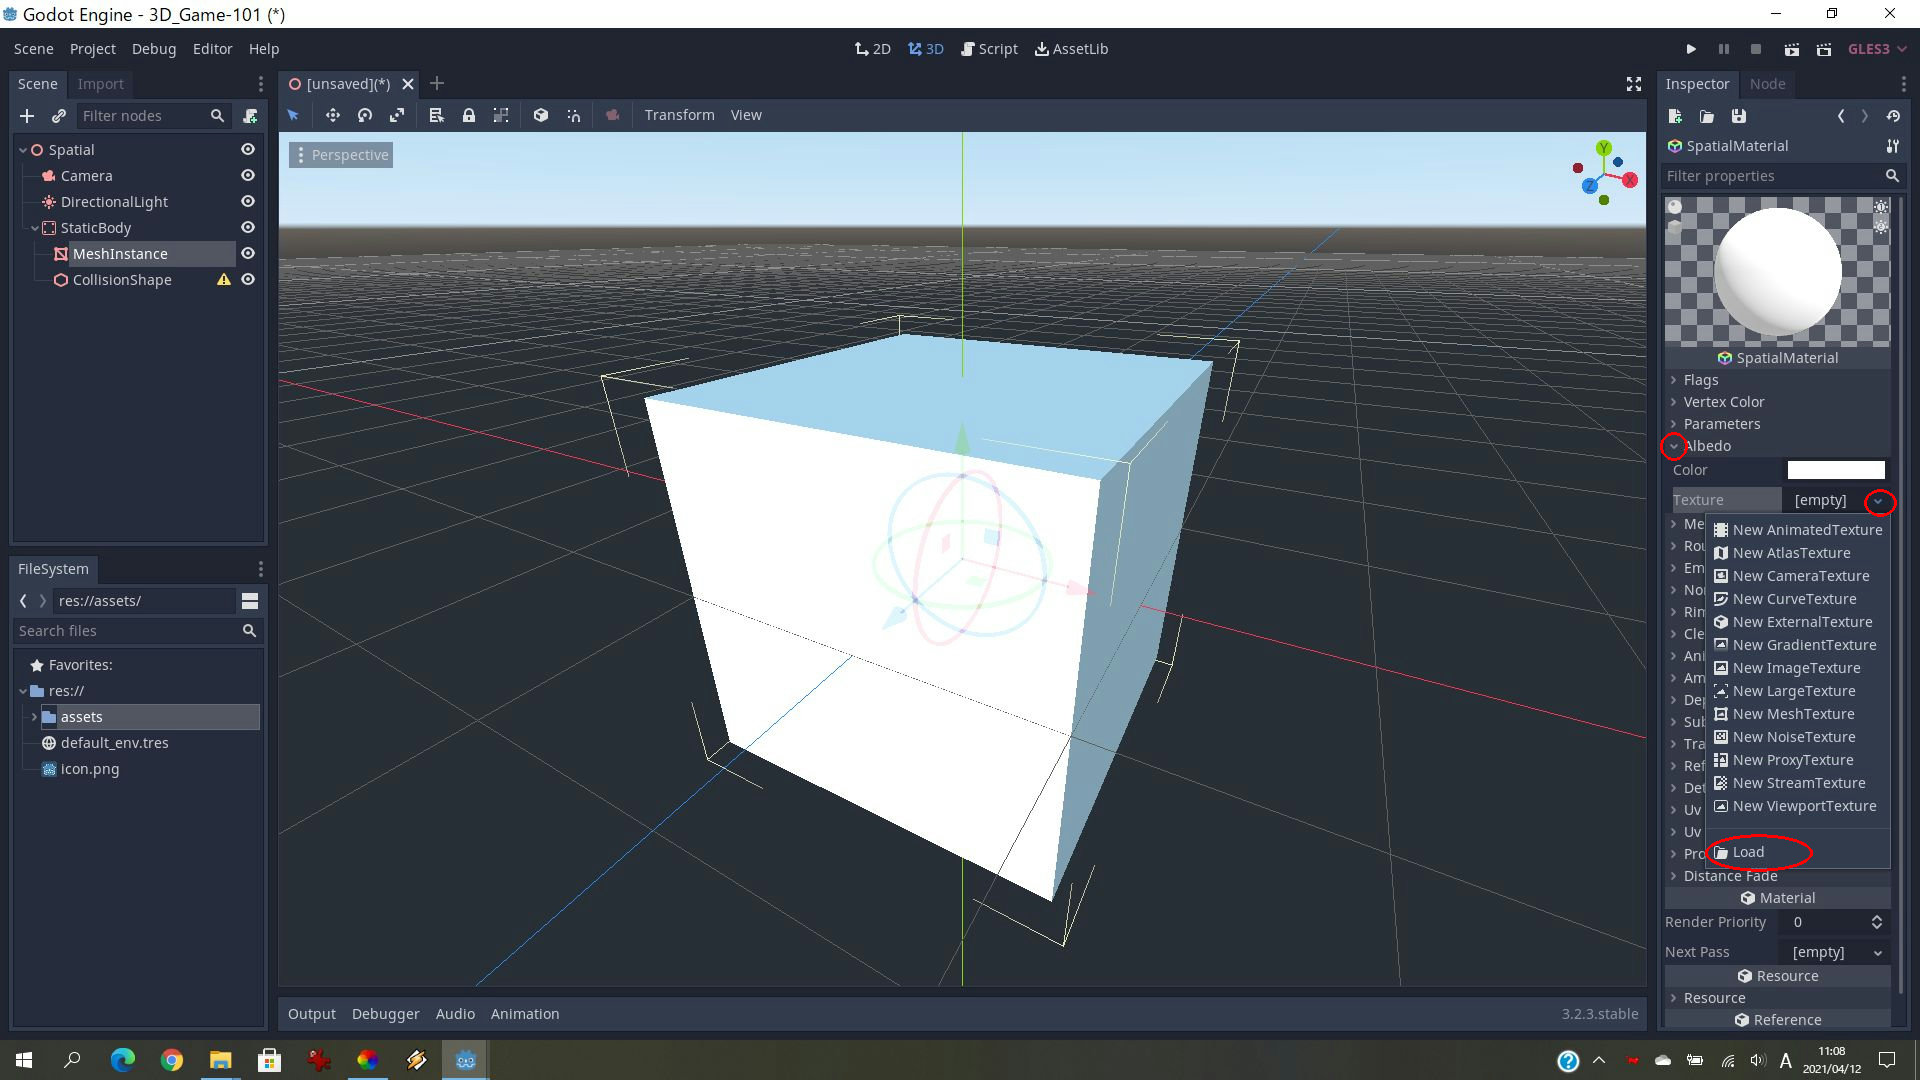 Godot Engine - 3D_Game-101 (*)
Scene Project Debug Editor Help
2D 3D Script AssetLib
GLES3
Scene Import
Filter nodes
Spatial
Camera
DirectionalLight
StaticBody
MeshInstance
CollisionShape
FileSystem
res://assets/
Search files
Favorites:
res://
assets
default_env.tres
icon.png
[unsaved](*)
Transform View
Perspective
Y
X
Z
Output Debugger Audio Animation
3.2.3.stable
Inspector Node
SpatialMaterial
Filter properties
SpatialMaterial
Flags
Vertex Color
Parameters
Albedo
Color
Texture [empty]
Me
Rou
Em
No
Rim
Cle
Ani
Am
Dep
Sub
Tra
Ref
Det
Uv
Uv
Pro
New AnimatedTexture
New AtlasTexture
New CameraTexture
New CurveTexture
New ExternalTexture
New GradientTexture
New ImageTexture
New LargeTexture
New MeshTexture
New NoiseTexture
New ProxyTexture
New StreamTexture
New ViewportTexture
Load
Distance Fade
Material
Render Priority 0
Next Pass [empty]
Resource
Resource
Reference
A
11:08
2021/04/12